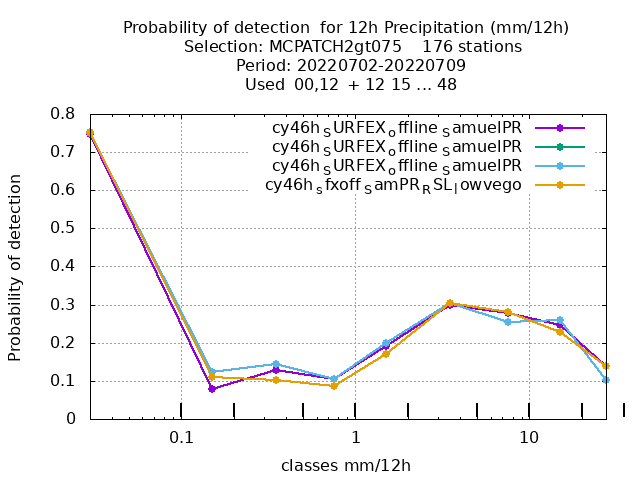 Probability of detection for 12h Precipitation (mm/12h)
Selection: MCPATCH2gt075 176 stations
Period: 20220702-20220709
Used 00,12 + 12 15 ... 48
cy46h_SURFEX_offline_SamuelPR
cy46h_SURFEX_offline_SamuelPR
cy46h_SURFEX_offline_SamuelPR
cy46h_sfxoff_SamPR_RSL_lowvego
0.8
0.7
0.6
0.5
0.4
0.3
0.2
0.1
0
Probability of detection
0.1 1 10
classes mm/12h